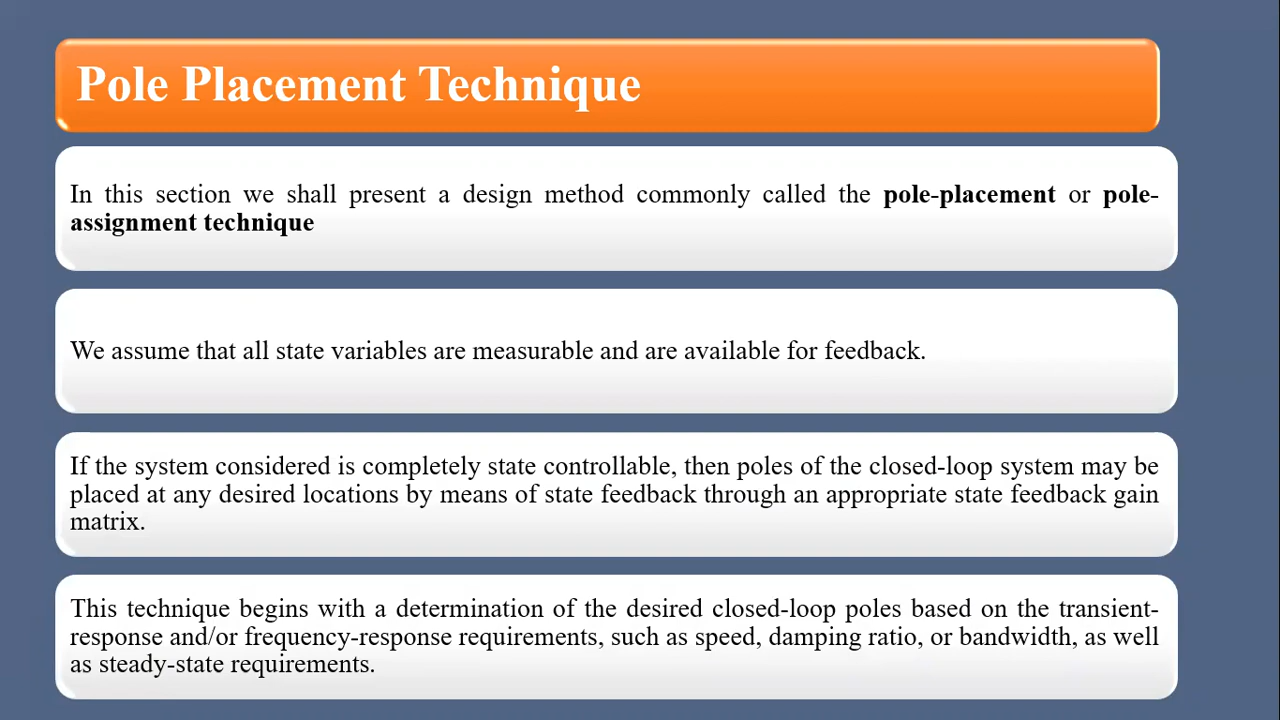 Pole Placement Technique
In this section we shall present a design method commonly called the pole-placement or pole-
assignment technique
We assume that all state variables are measurable and are available for feedback.
If the system considered is completely state controllable, then poles of the closed-loop system may be
placed at any desired locations by means of state feedback through an appropriate state feedback gain
matrix.
This technique begins with a determination of the desired closed-loop poles based on the transient-
response and/or frequency-response requirements, such as speed, damping ratio, or bandwidth, as well
as steady-state requirements.